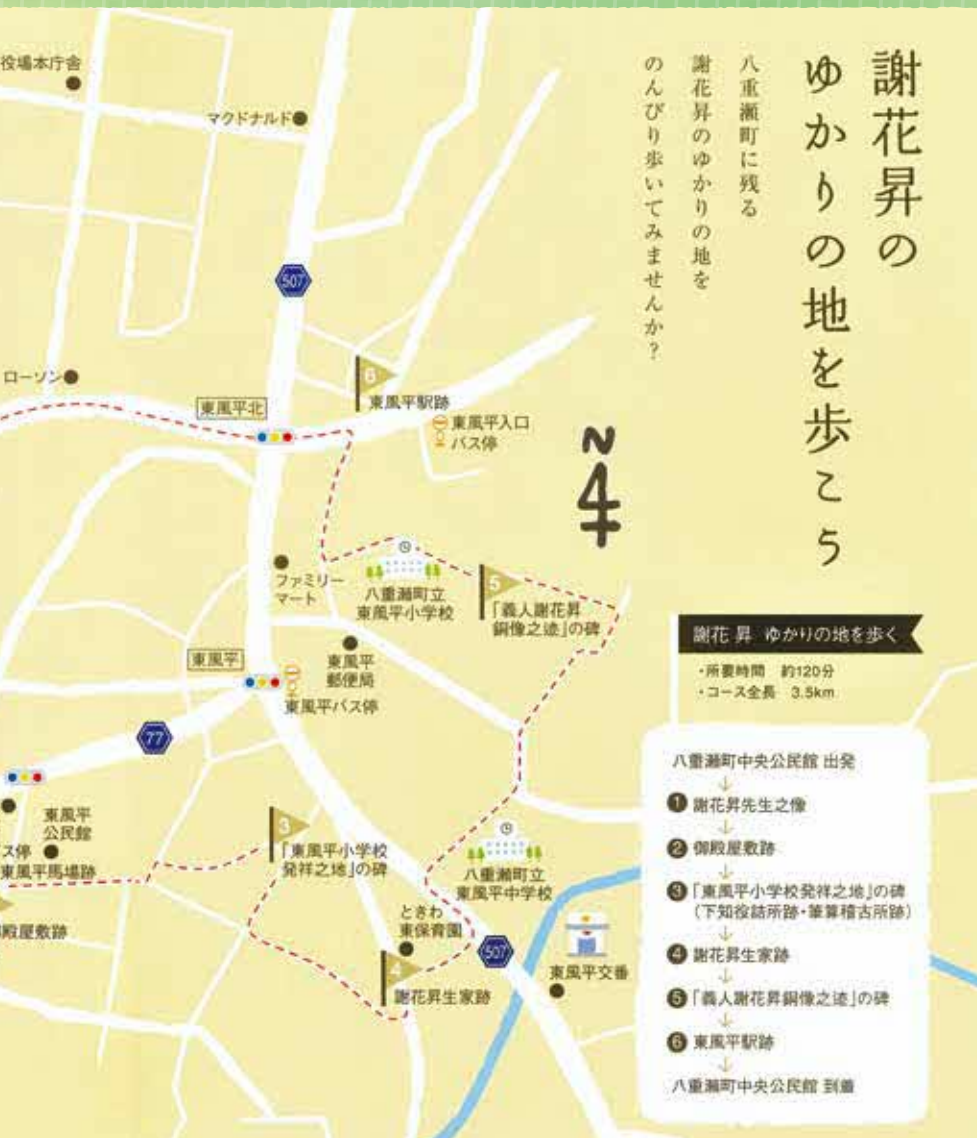 謝花昇の
ゆかりの地を歩こう
八重瀬町に残る
謝花昇のゆかりの地を
のんびり歩いてみませんか?
役場本庁舎
マクドナルド
507
ローソン
東風平北
6
東風平駅跡
東風平入口
バス停
N
ファミリー
マート
八重瀬町立
東風平小学校
5
「義人謝花昇
銅像之迹」の碑
東風平
東風平
郵便局
東風平バス停
77
東風平
公民館
ス停
東風平馬場跡
殿屋敷跡
3
「東風平小学校
発祥之地」の碑
八重瀬町立
東風平中学校
ときわ
東保育園
4
謝花昇生家跡
507
東風平交番
謝花 昇 ゆかりの地を歩く
・所要時間 約120分
・コース全長 3.5km
八重瀬町中央公民館 出発
↓
❶ 謝花昇先生之像
↓
❷ 御殿屋敷跡
↓
❸「東風平小学校発祥之地」の碑
(下知役詰所跡・筆算稽古所跡)
↓
❹ 謝花昇生家跡
↓
❺「義人謝花昇銅像之迹」の碑
↓
❻ 東風平駅跡
↓
八重瀬町中央公民館 到着